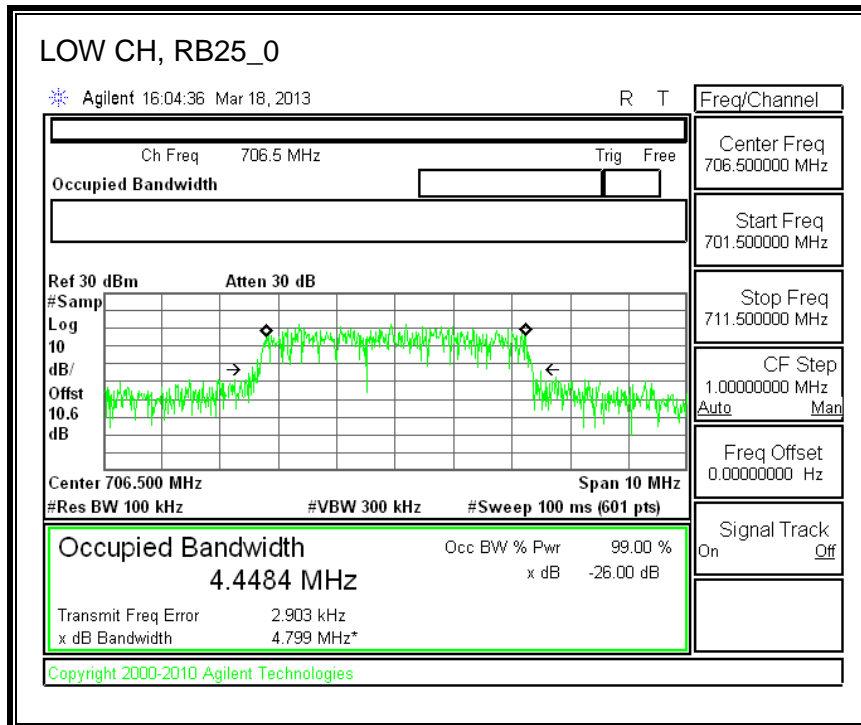 LOW CH, RB25_0
Agilent 16:04:36 Mar 18, 2013 R T
Ch Freq 706.5 MHz Trig Free
Occupied Bandwidth
Ref 30 dBm Atten 30 dB
#Samp
Log
10
dB/
Offst
10.6
dB
Center 706.500 MHz Span 10 MHz
#Res BW 100 kHz #VBW 300 kHz #Sweep 100 ms (601 pts)
Occupied Bandwidth Occ BW % Pwr 99.00 %
4.4484 MHz x dB -26.00 dB
Transmit Freq Error 2.903 kHz
x dB Bandwidth 4.799 MHz*
Copyright 2000-2010 Agilent Technologies
Freq/Channel
Center Freq
706.500000 MHz
Start Freq
701.500000 MHz
Stop Freq
711.500000 MHz
CF Step
1.00000000 MHz
Auto Man
Freq Offset
0.00000000 Hz
Signal Track
On Off